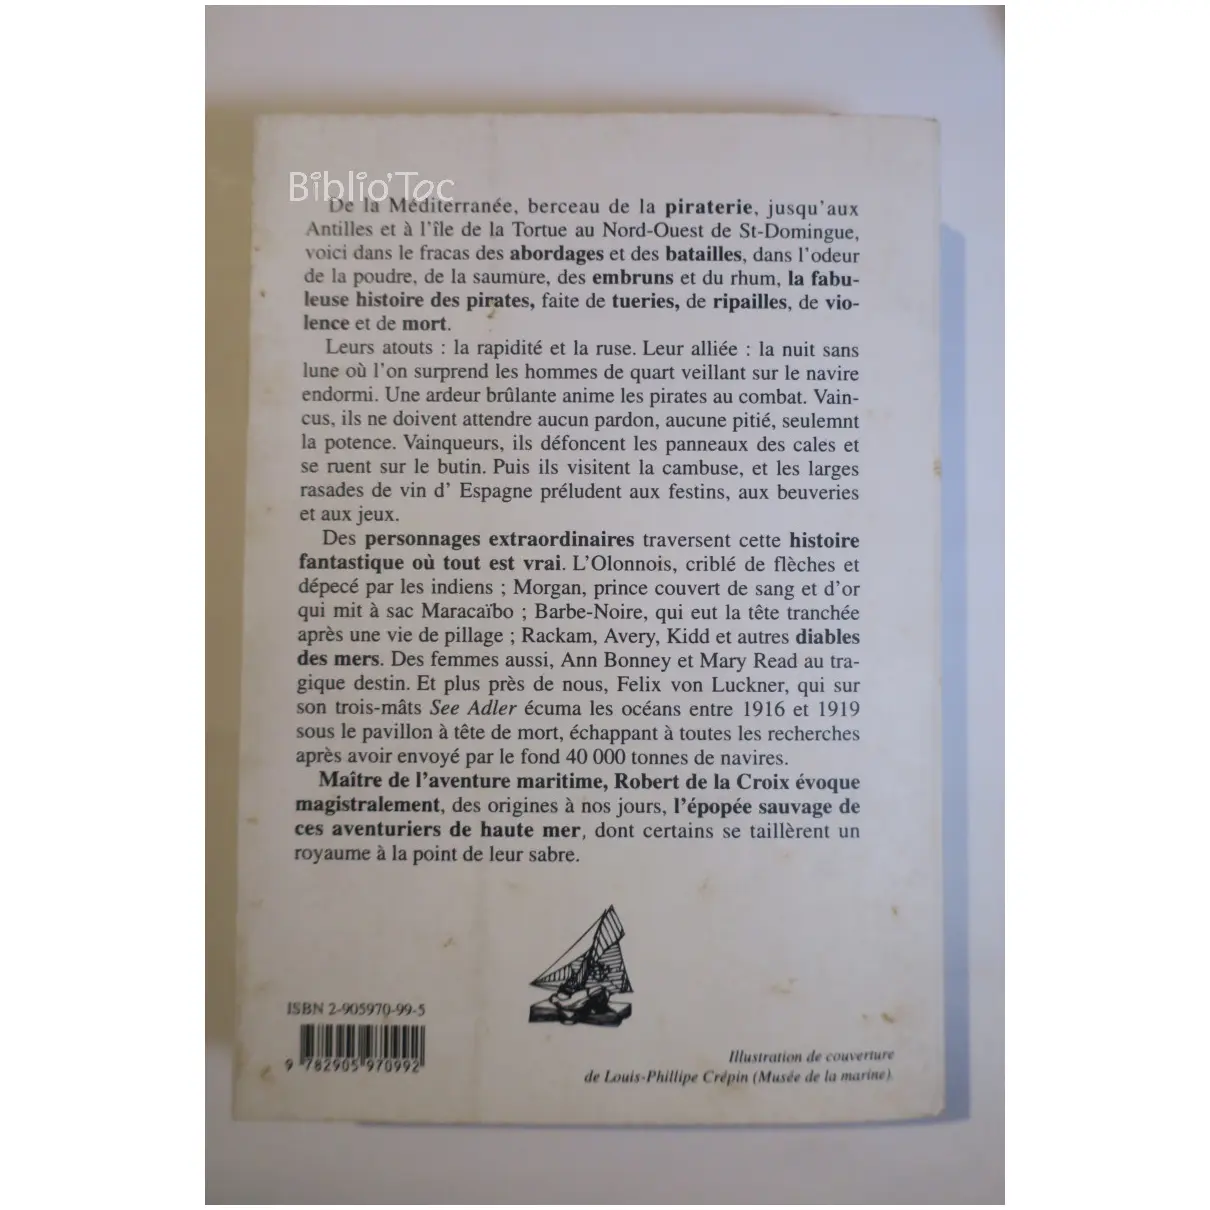 Biblio'Toc
De la Méditerranée, berceau de la piraterie, jusqu'aux
Antilles et à l'île de la Tortue au Nord-Ouest de St-Domingue,
voici dans le fracas des abordages et des batailles, dans l'odeur
de la poudre, de la saumure, des embruns et du rhum, la fabu-
leuse histoire des pirates, faite de tueries, de ripailles, de vio-
lence et de mort.
Leurs atouts : la rapidité et la ruse. Leur alliée : la nuit sans
lune où l'on surprend les hommes de quart veillant sur le navire
endormi. Une ardeur brûlante anime les pirates au combat. Vain-
cus, ils ne doivent attendre aucun pardon, aucune pitié, seulemnt
la potence. Vainqueurs, ils défoncent les panneaux des cales et
se ruent sur le butin. Puis ils visitent la cambuse, et les larges
rasades de vin d' Espagne préludent aux festins, aux beuveries
et aux jeux.
Des personnages extraordinaires traversent cette histoire
fantastique où tout est vrai. L'Olonnois, criblé de flèches et
dépecé par les indiens ; Morgan, prince couvert de sang et d'or
qui mit à sac Maracaïbo ; Barbe-Noire, qui eut la tête tranchée
après une vie de pillage ; Rackam, Avery, Kidd et autres diables
des mers. Des femmes aussi, Ann Bonney et Mary Read au tra-
gique destin. Et plus près de nous, Felix von Luckner, qui sur
son trois-mâts See Adler écuma les océans entre 1916 et 1919
sous le pavillon à tête de mort, échappant à toutes les recherches
après avoir envoyé par le fond 40 000 tonnes de navires.
Maître de l'aventure maritime, Robert de la Croix évoque
magistralement, des origines à nos jours, l'épopée sauvage de
ces aventuriers de haute mer, dont certains se taillèrent un
royaume à la point de leur sabre.
ISBN 2-905970-99-5
9 782905 970992
Illustration de couverture
de Louis-Phillipe Crépin (Musée de la marine).